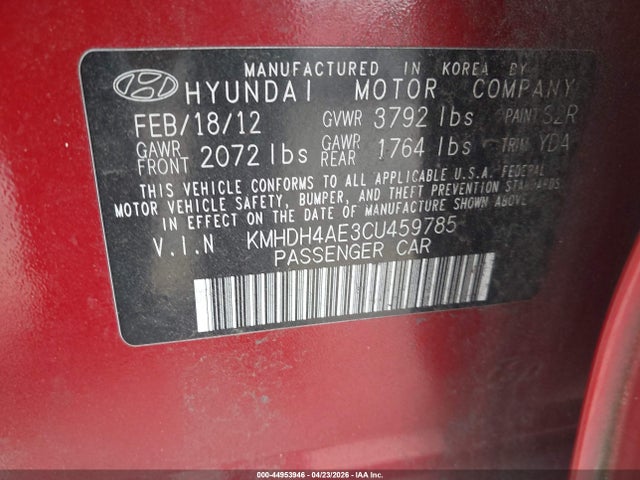 MANUFACTURED IN KOREA BY
HYUNDAI MOTOR COMPANY
FEB/18/12 GVWR 3792 lbs PAINT S2R
GAWR FRONT 2072 lbs GAWR REAR 1764 lbs TRIM YDA
THIS VEHICLE CONFORMS TO ALL APPLICABLE U.S.A. FEDERAL
MOTOR VEHICLE SAFETY, BUMPER, AND THEFT PREVENTION STANDARDS
IN EFFECT ON THE DATE OF MANUFACTURE SHOWN ABOVE.
V.I.N KMHDH4AE3CU459785
PASSENGER CAR
000-44953946 - 04/23/2026 - IAA Inc.